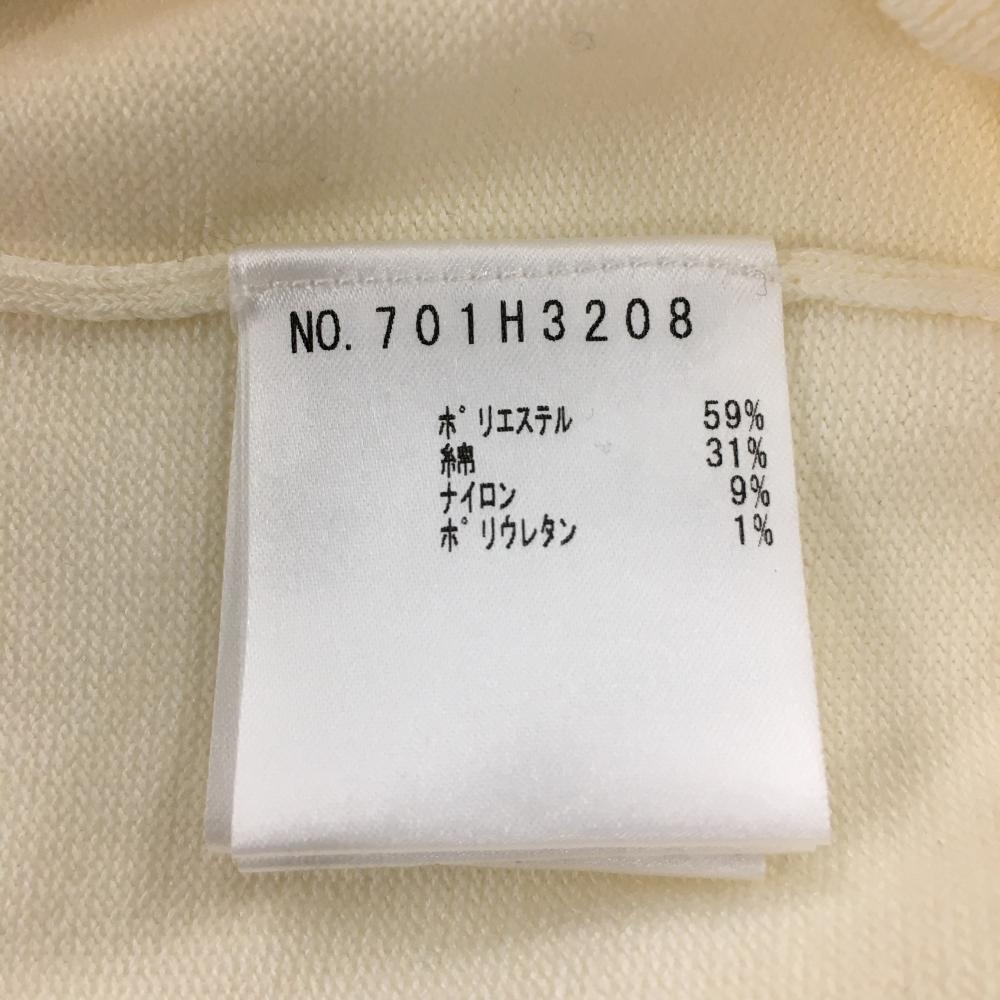 NO.701H3208
ポリエステル 59%
綿 31%
ナイロン 9%
ポリウレタン 1%